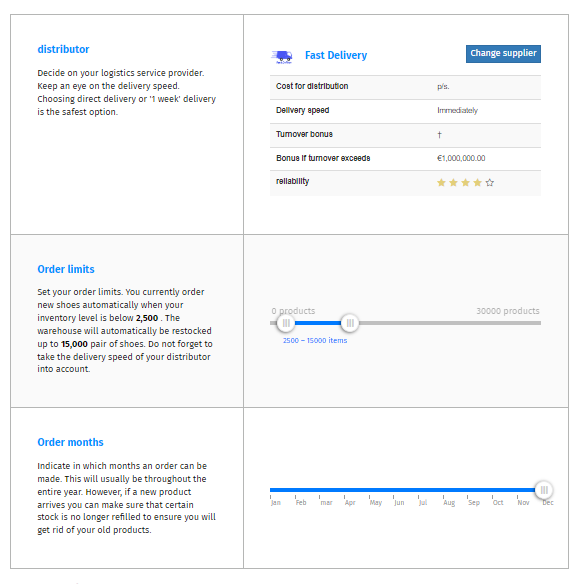 distributor
Decide on your logistics service provider.
Keep an eye on the delivery speed.
Choosing direct delivery or '1 week' delivery
is the safest option.
Fast Delivery
Change supplier
Cost for distribution p/s.
Delivery speed Immediately
Turnover bonus †
Bonus if turnover exceeds €1,000,000.00
reliability
Order limits
Set your order limits. You currently order
new shoes automatically when your
inventory level is below 2,500 . The
warehouse will automatically be restocked
up to 15,000 pair of shoes. Do not forget to
take the delivery speed of your distributor
into account.
0 products 30000 products
2500 – 15000 items
Order months
Indicate in which months an order can be
made. This will usually be throughout the
entire year. However, if a new product
arrives you can make sure that certain
stock is no longer refilled to ensure you will
get rid of your old products.
Jan Feb mar Apr May Jun Jul Aug Sep Oct Nov Dec